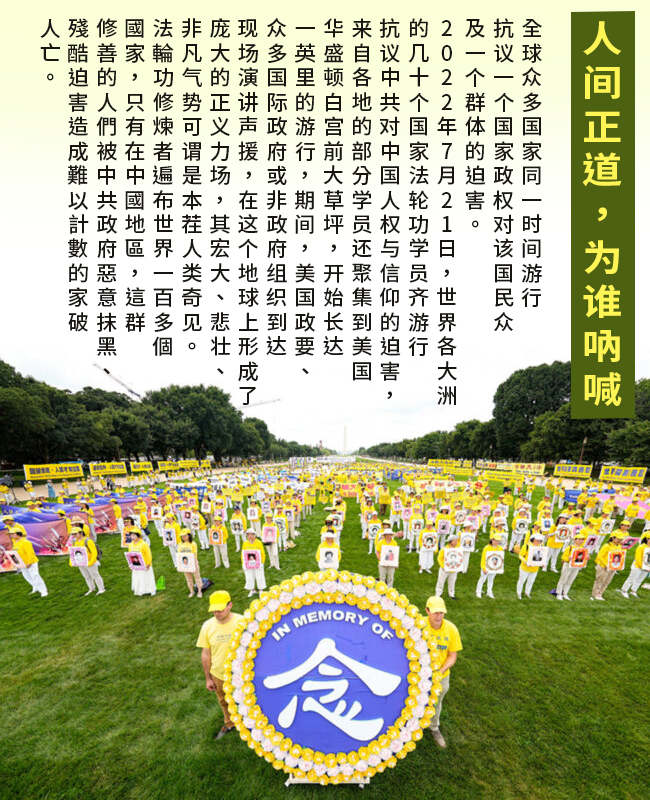 人间正道，为谁吶喊
全球众多国家同一时间游行
抗议一个国家政权对该国民众
及一个群体的迫害。
2022年7月21日，世界各大洲
的几十个国家法轮功学员齐游行
抗议中共对中国人权与信仰的迫害，
来自各地的部分学员还聚集到美国
华盛顿白宫前大草坪，开始长达
一英里的游行，期间，美国政要、
众多国际政府或非政府组织到达
现场演讲声援，在这个地球上形成了
庞大的正义力场，其宏大、悲壮、
非凡气势可谓是本茬人类奇见。
法輪功修煉者遍布世界一百多個
國家，只有在中國地區，這群
修善的人們被中共政府惡意抹黑、
殘酷迫害造成難以計數的家破
人亡。
IN MEMORY OF
念